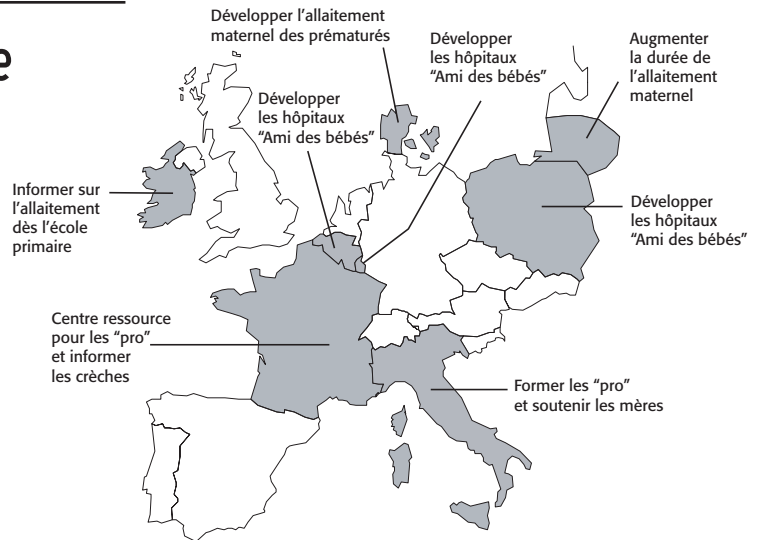 e
Développer l’allaitement
maternel des prématurés
Développer
les hôpitaux
“Ami des bébés”
Augmenter
la durée de
l’allaitement
maternel
Développer
les hôpitaux
“Ami des bébés”
Informer sur
l’allaitement
dès l’école
primaire
Développer
les hôpitaux
“Ami des bébés”
Centre ressource
pour les “pro”
et informer
les crèches
Former les “pro”
et soutenir les mères